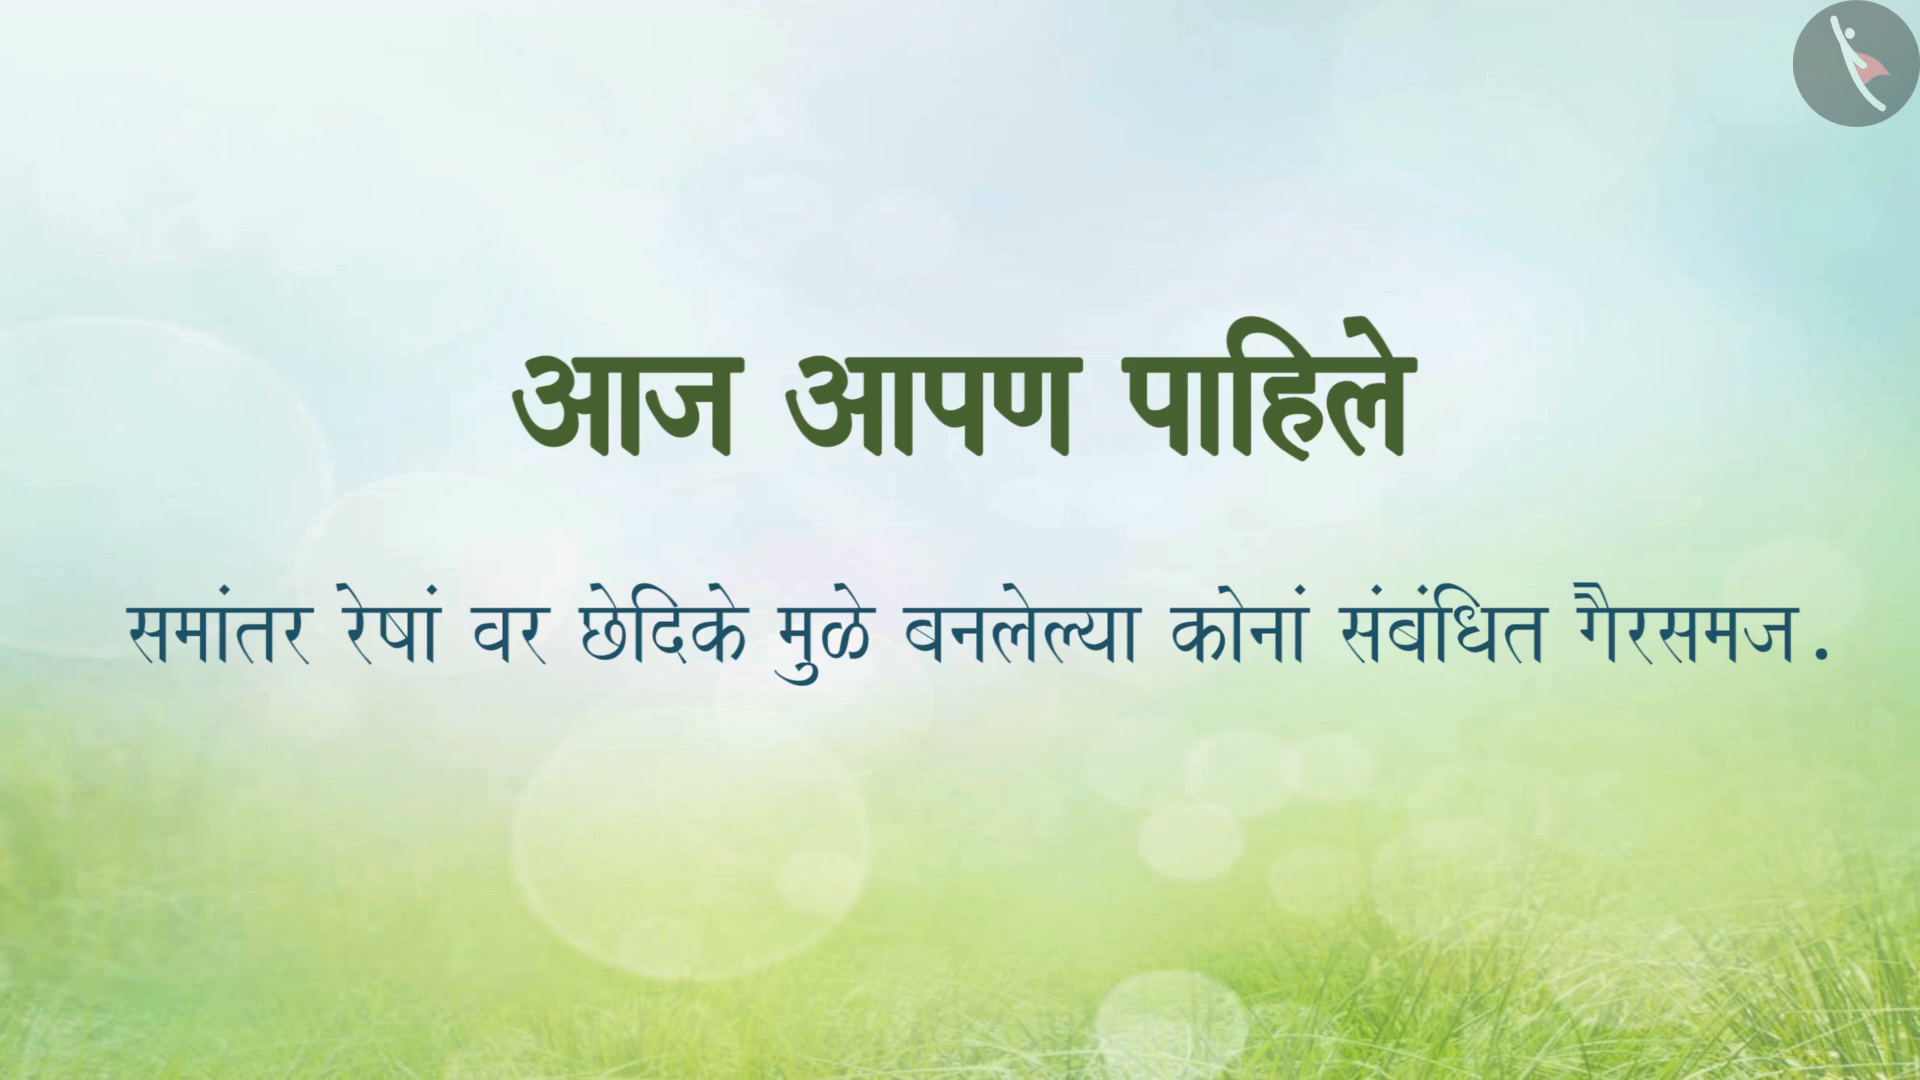 आज आपण पाहिले
समांतर रेषां वर छेदिके मुळे बनलेल्या कोनां संबंधित गैरसमज.